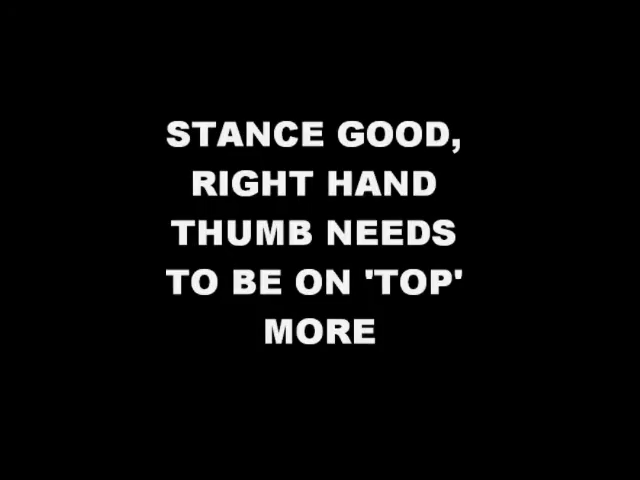 STANCE GOOD,
RIGHT HAND
THUMB NEEDS
TO BE ON 'TOP'
MORE